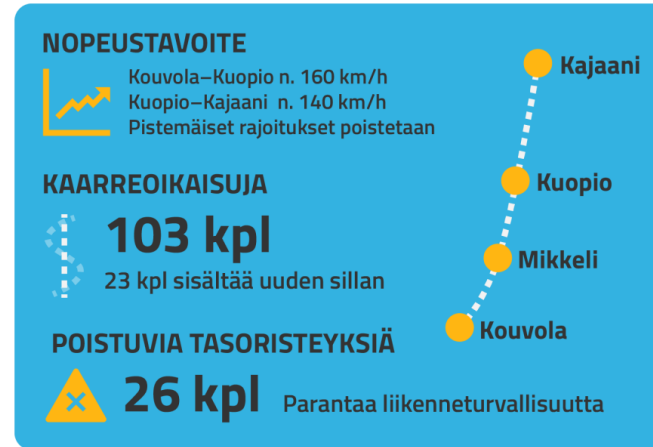 NOPEUSTAVOITE
Kouvola–Kuopio n. 160 km/h
Kuopio–Kajaani n. 140 km/h
Pistemäiset rajoitukset poistetaan
KAARREOIKAISUJA
103 kpl
23 kpl sisältää uuden sillan
POISTUVIA TASORISTEYKSIÄ
26 kpl Parantaa liikenneturvallisuutta
Kajaani
Kuopio
Mikkeli
Kouvola